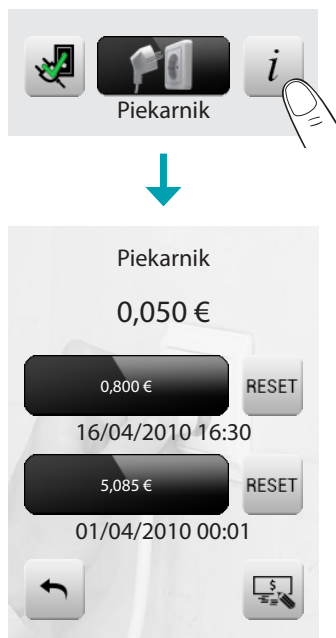 i
Piekarnik
Piekarnik
0,050 €
0,800 €
RESET
16/04/2010 16:30
5,085 €
RESET
01/04/2010 00:01
$